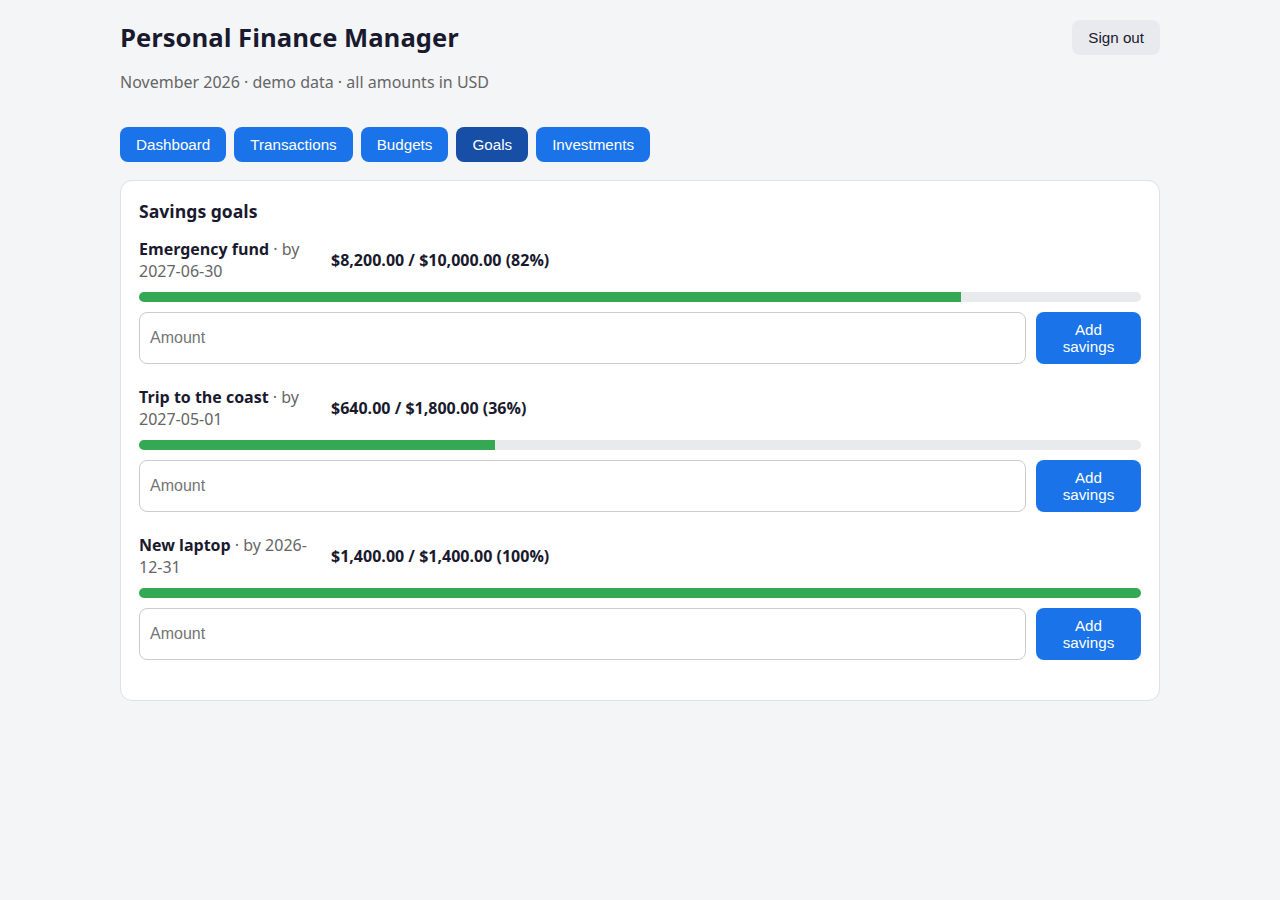 Personal Finance Manager
Sign out
November 2026 · demo data · all amounts in USD
Dashboard
Transactions
Budgets
Goals
Investments
Savings goals
Emergency fund · by
2027-06-30
$8,200.00 / $10,000.00 (82%)
Amount
Add
savings
Trip to the coast · by
2027-05-01
$640.00 / $1,800.00 (36%)
Amount
Add
savings
New laptop · by 2026-
12-31
$1,400.00 / $1,400.00 (100%)
Amount
Add
savings